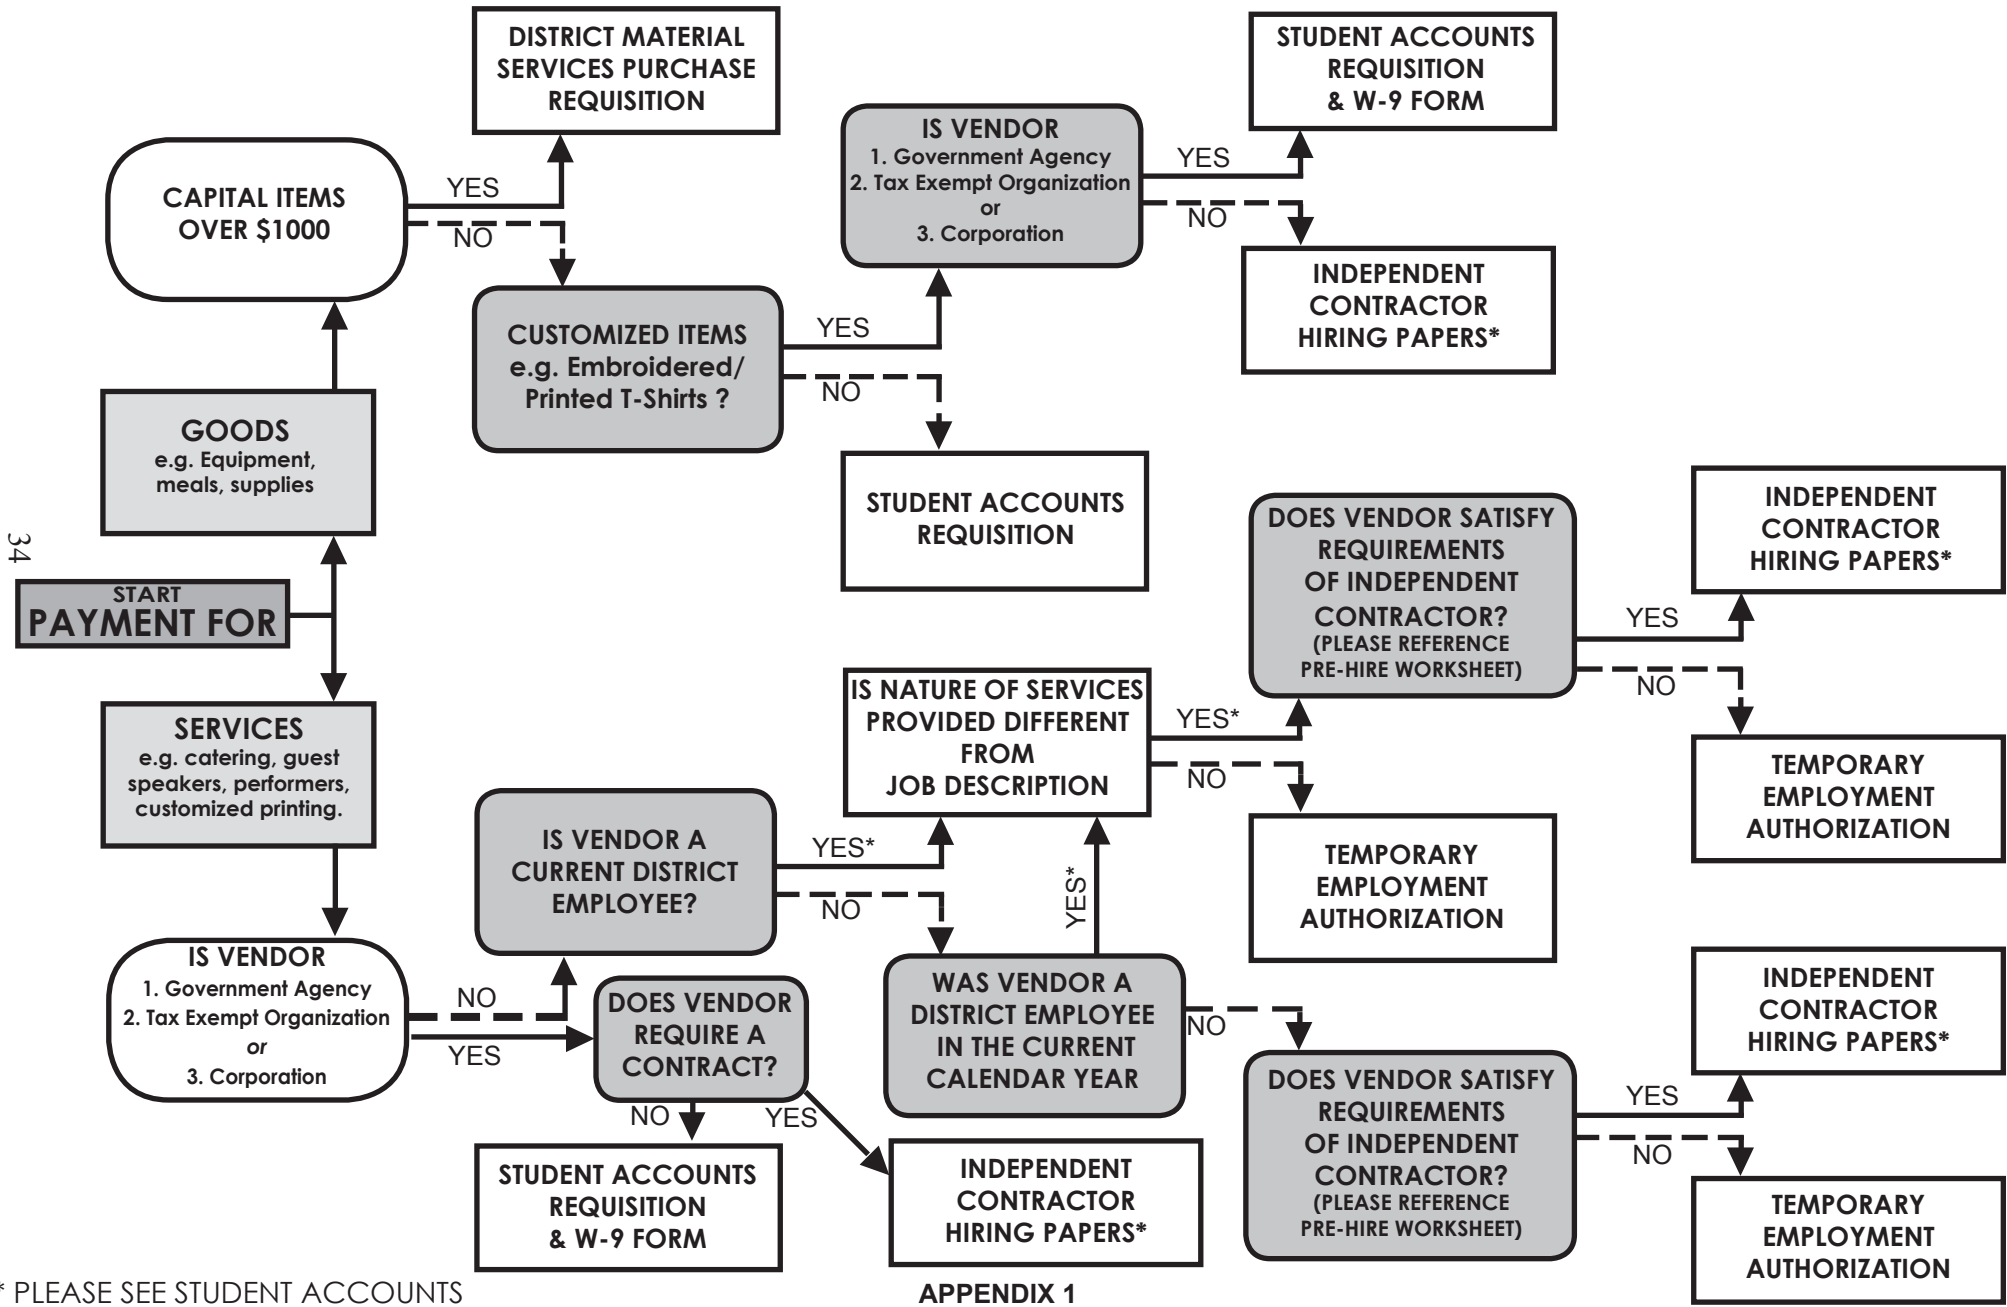 DISTRICT MATERIAL
SERVICES PURCHASE
REQUISITION
STUDENT ACCOUNTS
REQUISITION
& W-9 FORM
IS VENDOR
1. Government Agency
2. Tax Exempt Organization
or
3. Corporation
YES
NO
CAPITAL ITEMS
OVER $1000
YES
NO
INDEPENDENT
CONTRACTOR
HIRING PAPERS*
CUSTOMIZED ITEMS
e.g. Embroidered/
Printed T-Shirts ?
YES
NO
GOODS
e.g. Equipment,
meals, supplies
STUDENT ACCOUNTS
REQUISITION
DOES VENDOR SATISFY
REQUIREMENTS
OF INDEPENDENT
CONTRACTOR?
(PLEASE REFERENCE
PRE-HIRE WORKSHEET)
YES
NO
INDEPENDENT
CONTRACTOR
HIRING PAPERS*
34
START
PAYMENT FOR
SERVICES
e.g. catering, guest
speakers, performers,
customized printing.
IS NATURE OF SERVICES
PROVIDED DIFFERENT
FROM
JOB DESCRIPTION
YES*
NO
TEMPORARY
EMPLOYMENT
AUTHORIZATION
IS VENDOR A
CURRENT DISTRICT
EMPLOYEE?
YES*
NO
YES*
TEMPORARY
EMPLOYMENT
AUTHORIZATION
IS VENDOR
1. Government Agency
2. Tax Exempt Organization
or
3. Corporation
NO
YES
DOES VENDOR
REQUIRE A
CONTRACT?
NO
YES
WAS VENDOR A
DISTRICT EMPLOYEE
IN THE CURRENT
CALENDAR YEAR
NO
INDEPENDENT
CONTRACTOR
HIRING PAPERS*
DOES VENDOR SATISFY
REQUIREMENTS
OF INDEPENDENT
CONTRACTOR?
(PLEASE REFERENCE
PRE-HIRE WORKSHEET)
YES
NO
STUDENT ACCOUNTS
REQUISITION
& W-9 FORM
INDEPENDENT
CONTRACTOR
HIRING PAPERS*
TEMPORARY
EMPLOYMENT
AUTHORIZATION
* PLEASE SEE STUDENT ACCOUNTS
APPENDIX 1